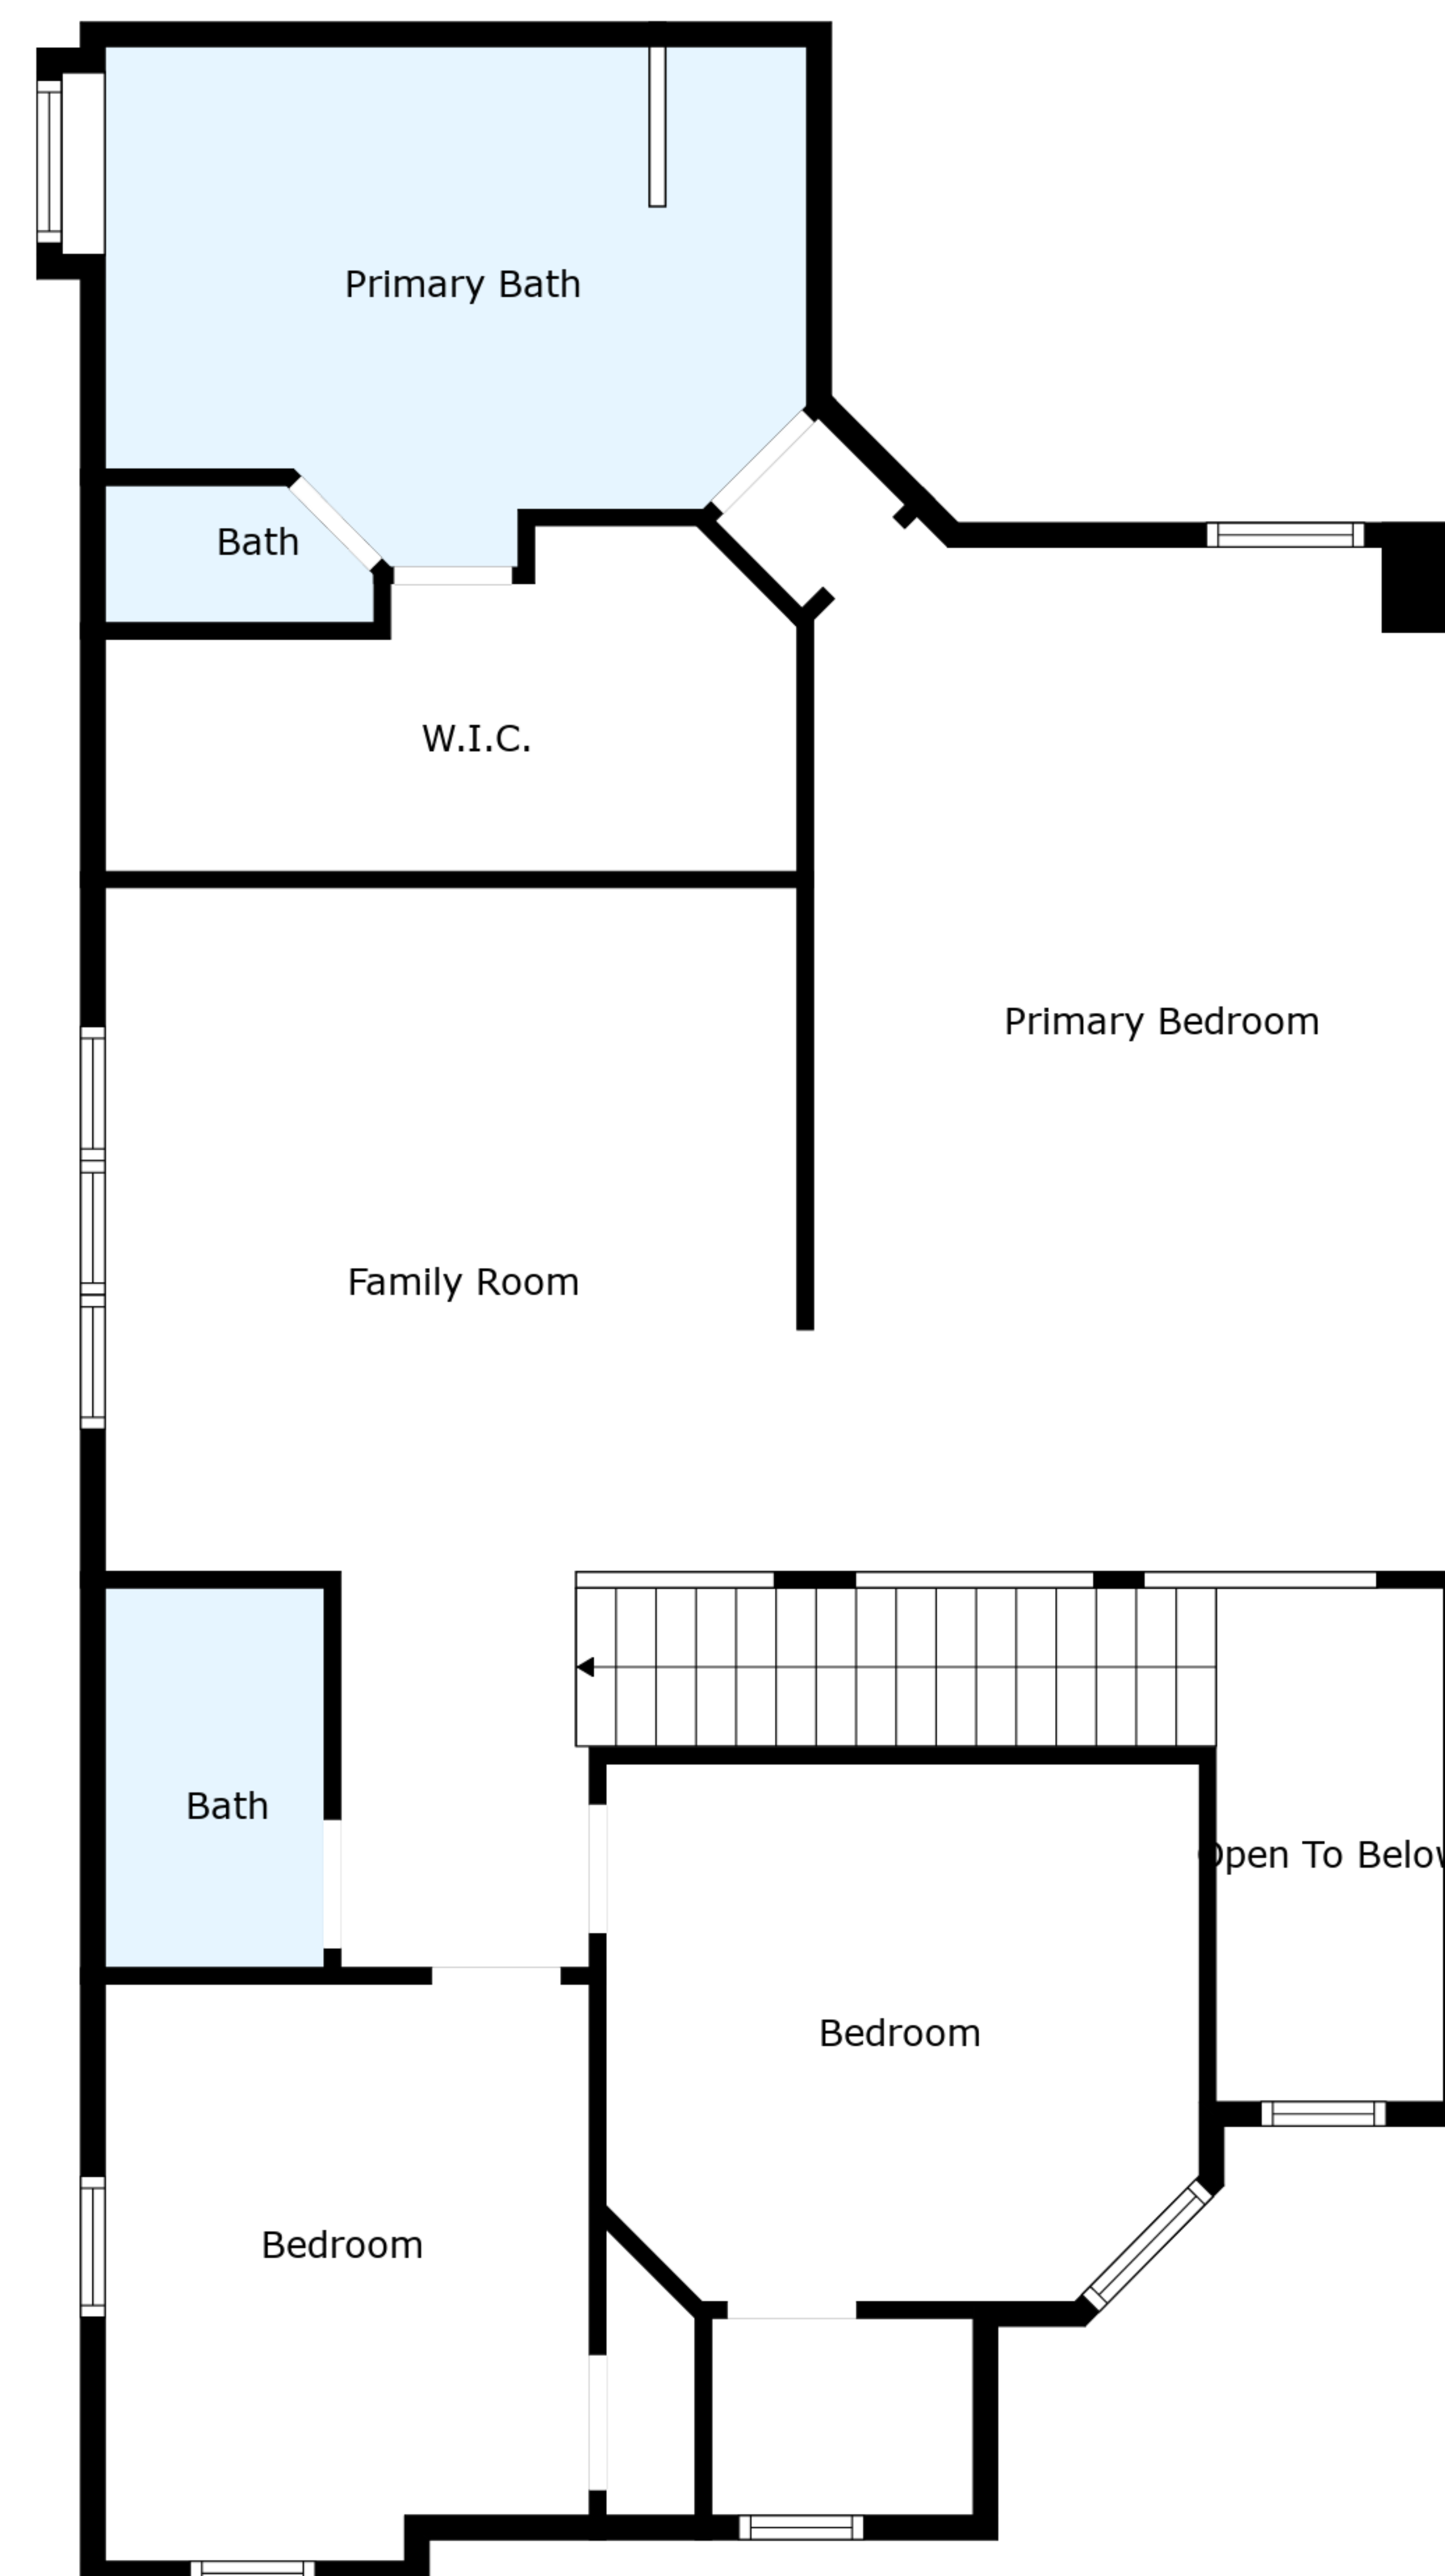 Primary Bath
Bath
W.I.C.
Primary Bedroom
Family Room
Bath
Open To Below
Bedroom
Bedroom